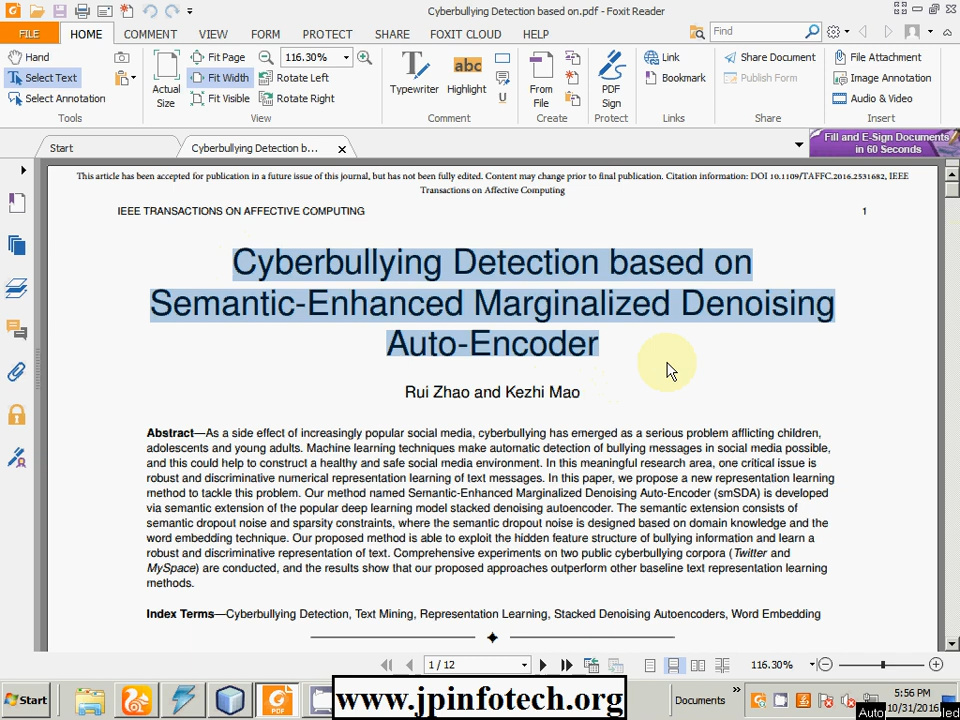 Cyberbullying Detection based on.pdf - Foxit Reader
FILE HOME COMMENT VIEW FORM PROTECT SHARE FOXIT CLOUD HELP Find
Hand
Select Text
Select Annotation
Tools
Actual Size
Fit Page
Fit Width
Fit Visible
116.30%
Rotate Left
Rotate Right
View
Typewriter
abc
Highlight
U
Comment
From File
Create
PDF Sign
Protect
Link
Bookmark
Links
Share Document
Publish Form
Share
File Attachment
Image Annotation
Audio & Video
Insert
Start
Cyberbullying Detection b...
Fill and E-Sign Documents
in 60 Seconds
This article has been accepted for publication in a future issue of this journal, but has not been fully edited. Content may change prior to final publication. Citation information: DOI 10.1109/TAFFC.2016.2531682, IEEE
Transactions on Affective Computing
IEEE TRANSACTIONS ON AFFECTIVE COMPUTING 1
Cyberbullying Detection based on
Semantic-Enhanced Marginalized Denoising
Auto-Encoder
Rui Zhao and Kezhi Mao
Abstract—As a side effect of increasingly popular social media, cyberbullying has emerged as a serious problem afflicting children,
adolescents and young adults. Machine learning techniques make automatic detection of bullying messages in social media possible,
and this could help to construct a healthy and safe social media environment. In this meaningful research area, one critical issue is
robust and discriminative numerical representation learning of text messages. In this paper, we propose a new representation learning
method to tackle this problem. Our method named Semantic-Enhanced Marginalized Denoising Auto-Encoder (smSDA) is developed
via semantic extension of the popular deep learning model stacked denoising autoencoder. The semantic extension consists of
semantic dropout noise and sparsity constraints, where the semantic dropout noise is designed based on domain knowledge and the
word embedding technique. Our proposed method is able to exploit the hidden feature structure of bullying information and learn a
robust and discriminative representation of text. Comprehensive experiments on two public cyberbullying corpora (Twitter and
MySpace) are conducted, and the results show that our proposed approaches outperform other baseline text representation learning
methods.
Index Terms—Cyberbullying Detection, Text Mining, Representation Learning, Stacked Denoising Autoencoders, Word Embedding
1 / 12
116.30%
Start
PDF
www.jpinfotech.org
Documents
5:56 PM
10/31/2016